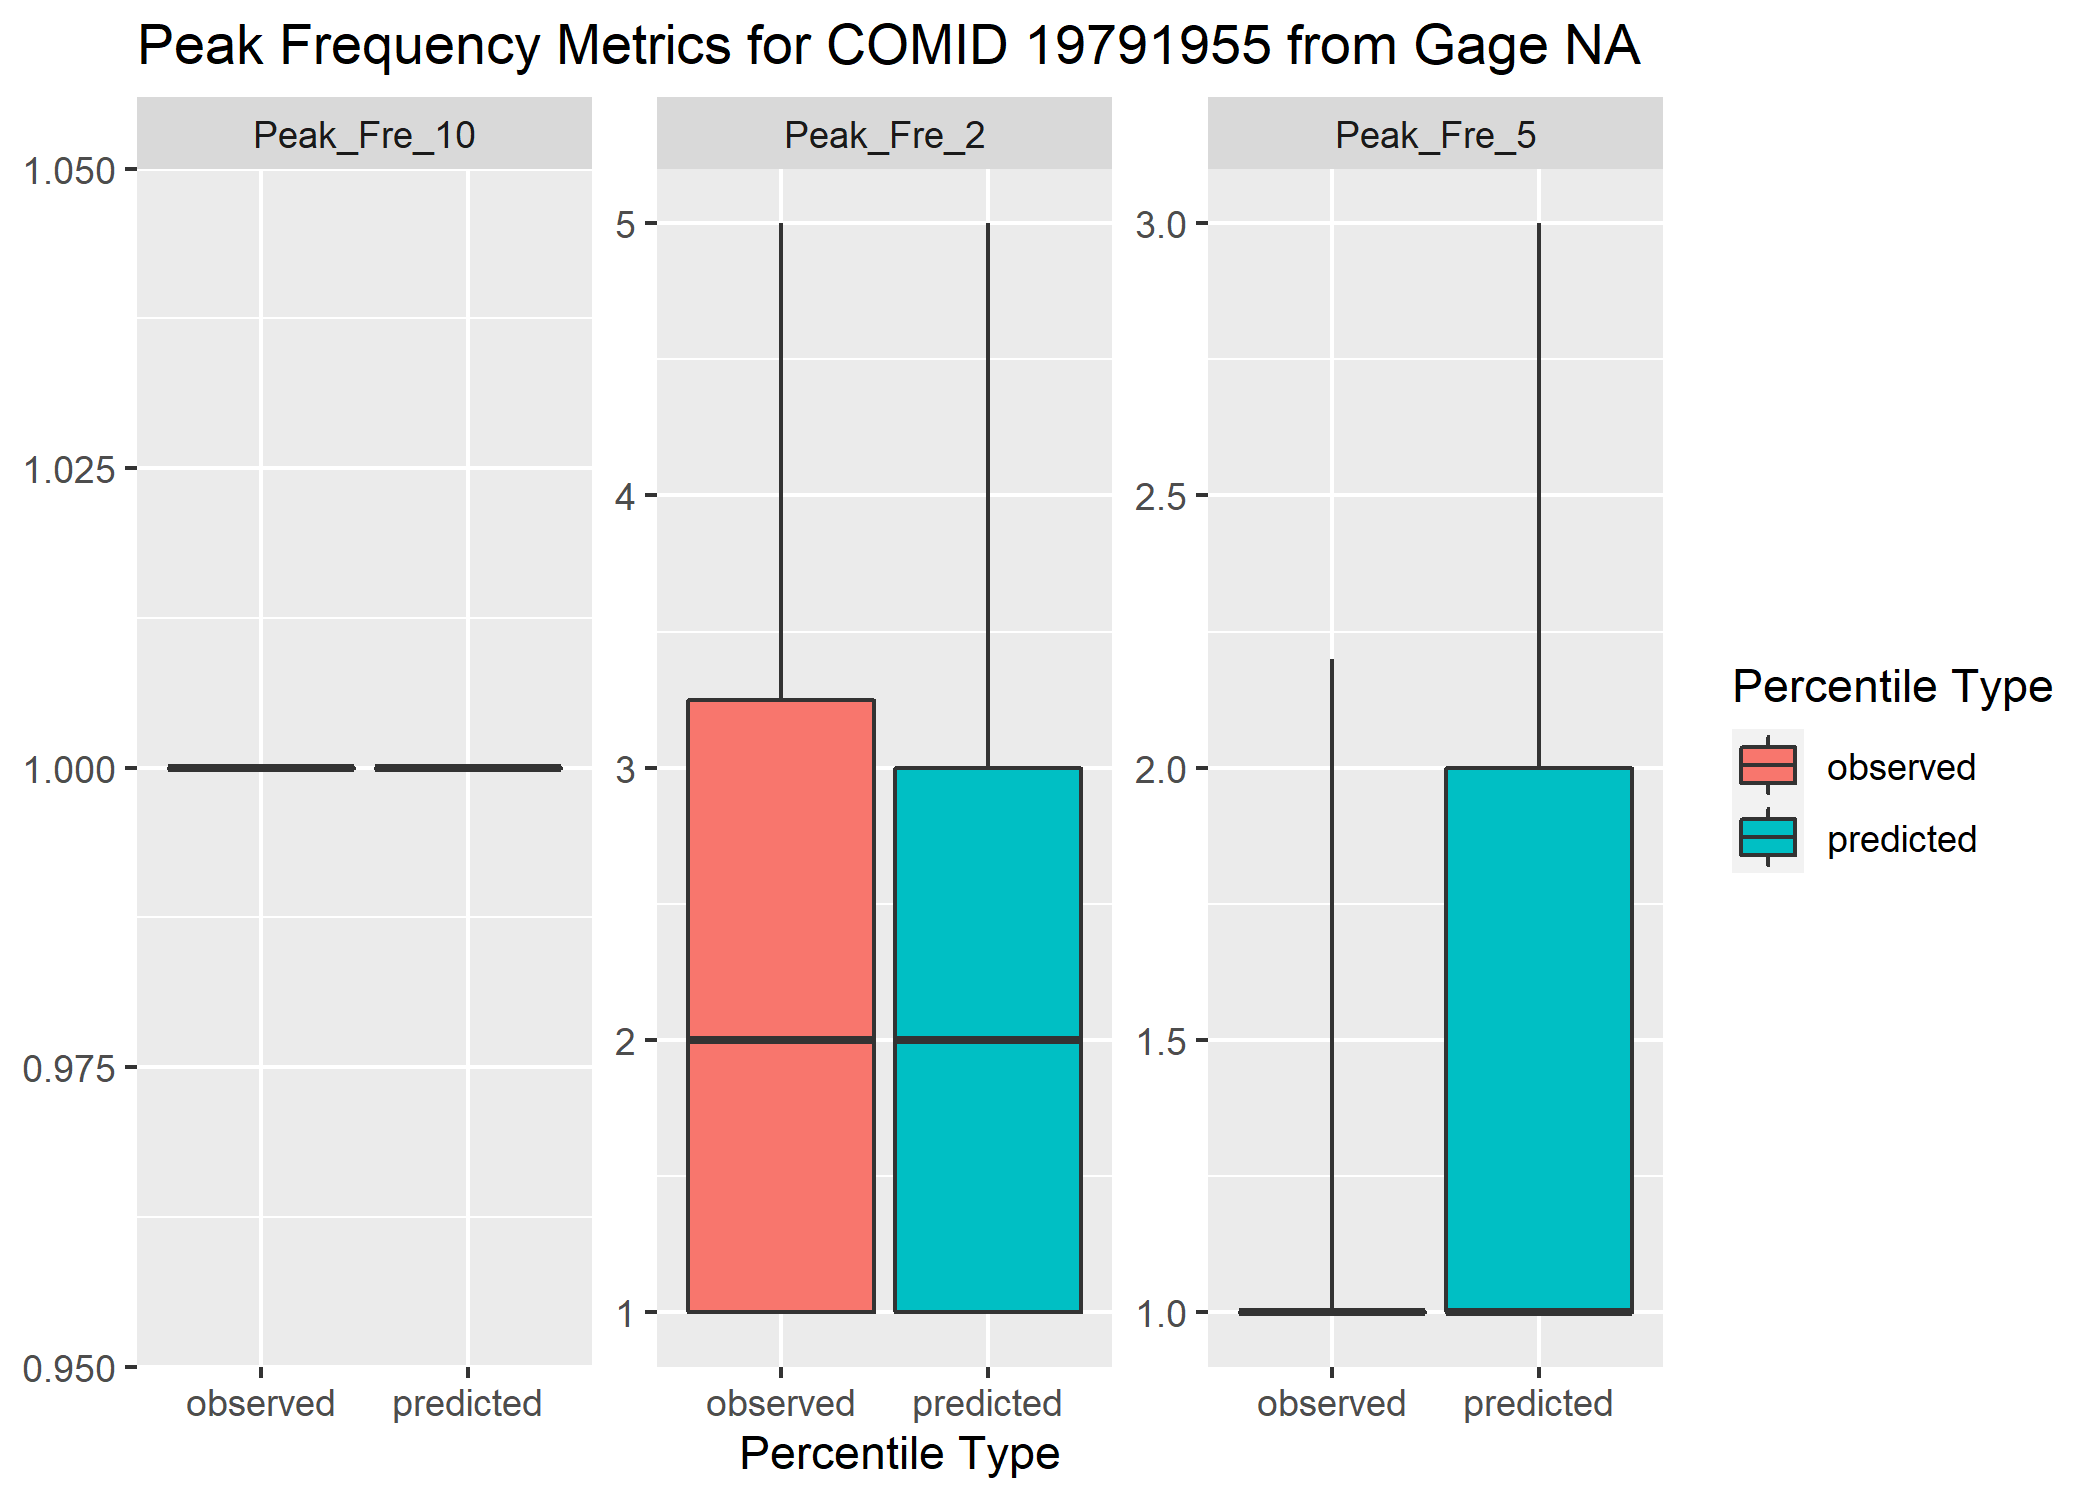 Peak Frequency Metrics for COMID 19791955 from Gage NA
Peak_Fre_10
Peak_Fre_2
Peak_Fre_5
1.050
1.025
1.000
0.975
0.950
5
4
3
2
1
3.0
2.5
2.0
1.5
1.0
observed
predicted
observed
predicted
observed
predicted
Percentile Type
Percentile Type
observed
predicted